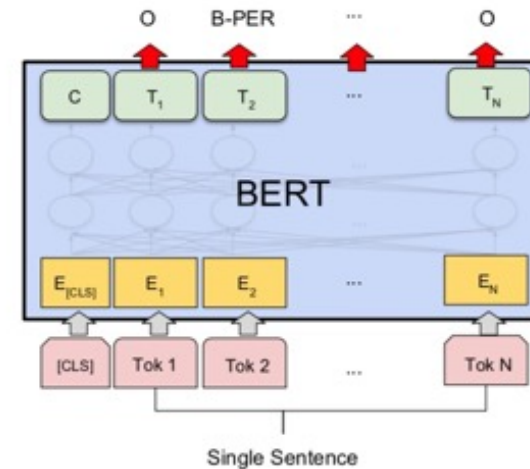 O B-PER ... O
C T1 T2 ... TN
...
BERT
...
E[CLS] E1 E2 ... EN
[CLS] Tok 1 Tok 2 ... Tok N
Single Sentence